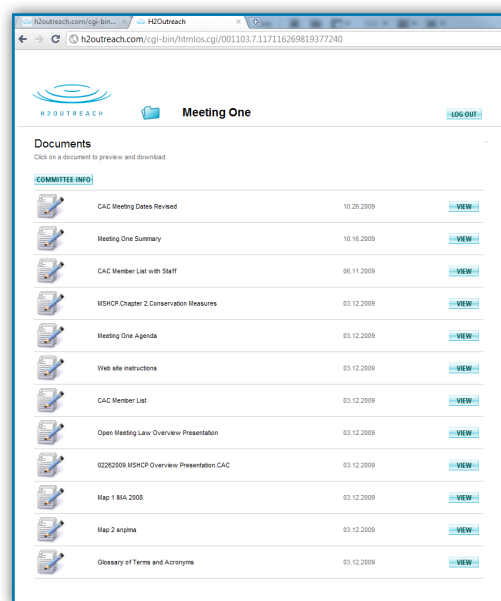 h2outreach.com/cgi-bin...
H2Outreach
h2outreach.com/cgi-bin/htmlos.cgi/001103.7.117116269819377240
H2OUTREACH
Meeting One
LOG OUT
Documents
Click on a document to preview and download.
COMMITTEE INFO
CAC Meeting Dates Revised 10.26.2009 VIEW
Meeting One Summary 10.16.2009 VIEW
CAC Member List with Staff 06.11.2009 VIEW
MSHCP.Chapter 2.Conservation Measures 03.12.2009 VIEW
Meeting One Agenda 03.12.2009 VIEW
Web site instructions 03.12.2009 VIEW
CAC Member List 03.12.2009 VIEW
Open Meeting Law Overview Presentation 03.12.2009 VIEW
02262009.MSHCP Overview Presentation.CAC 03.12.2009 VIEW
Map 1 IMA 2008 03.12.2009 VIEW
Map 2 snplma 03.12.2009 VIEW
Glossary of Terms and Acronyms 03.12.2009 VIEW